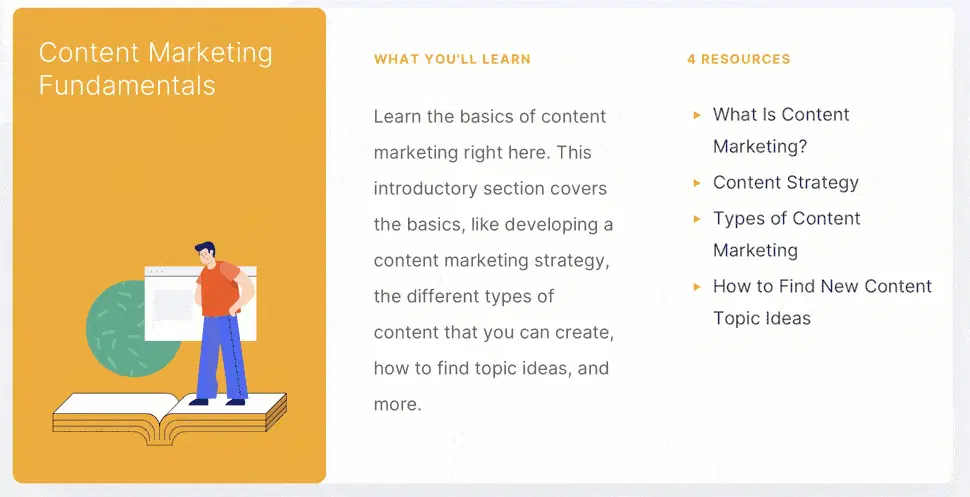 Content Marketing
Fundamentals
WHAT YOU'LL LEARN
Learn the basics of content
marketing right here. This
introductory section covers
the basics, like developing a
content marketing strategy,
the different types of
content that you can create,
how to find topic ideas, and
more.
4 RESOURCES
What Is Content
Marketing?
Content Strategy
Types of Content
Marketing
How to Find New Content
Topic Ideas